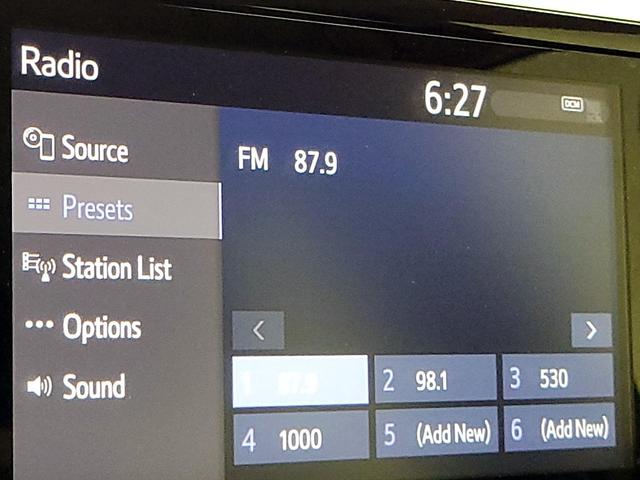 Radio
6:27
DCM
Source
FM 87.9
Presets
Station List
Options
Sound
1 87.9
2 98.1
3 530
4 1000
5 (Add New)
6 (Add New)